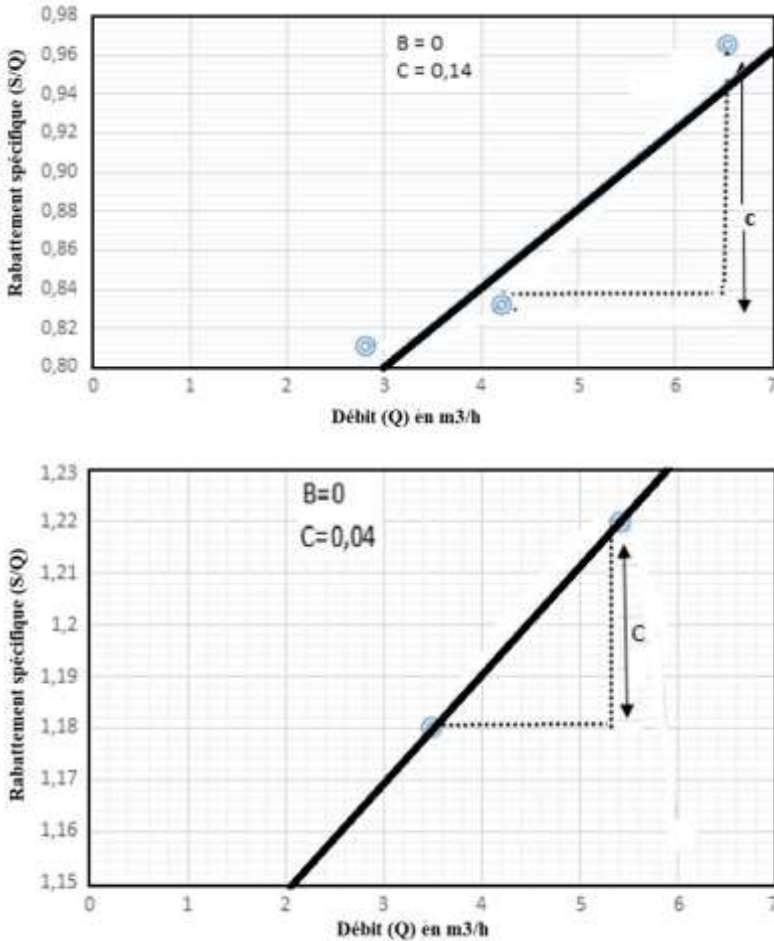 0,98
0,96
0,94
0,92
0,90
0,88
0,86
0,84
0,82
0,80
Rabattement spécifique (S/Q)
B = 0
C = 0,14
c
0 1 2 3 4 5 6 7
Débit (Q) en m3/h
1,23
1,22
1,21
1,2
1,19
1,18
1,17
1,16
1,15
Rabattement spécifique (S/Q)
B=0
C=0,04
C
0 1 2 3 4 5 6 7
Débit (Q) en m3/h